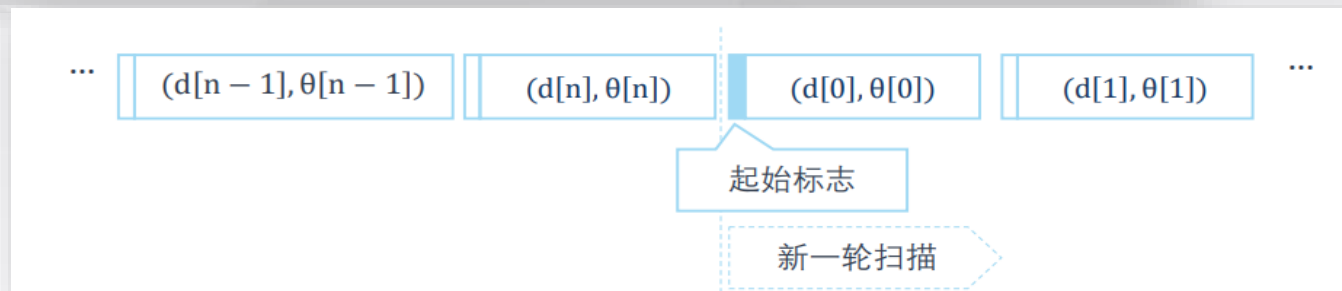 ... (d[n − 1], θ[n − 1]) (d[n], θ[n]) (d[0], θ[0]) (d[1], θ[1]) ...
起始标志
新一轮扫描